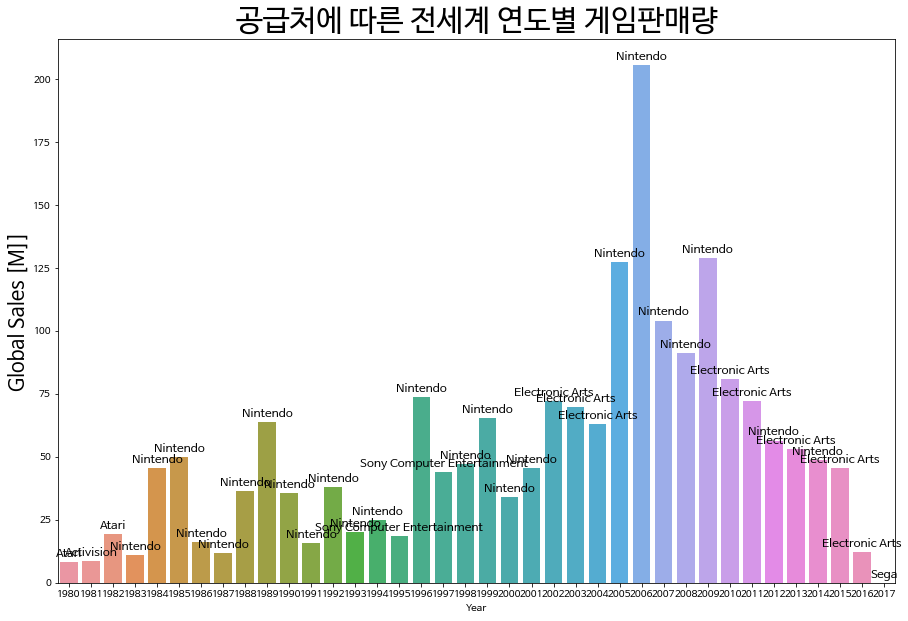 공급처에 따른 전세계 연도별 게임판매량
Global Sales [M]]
200
175
150
125
100
75
50
25
0
Atari
Activision
Atari
Nintendo
Nintendo
Nintendo
Nintendo
Nintendo
Nintendo
Nintendo
Nintendo
Nintendo
Nintendo
Nintendo
Nintendo
Sony Computer Entertainment
Nintendo
Sony Computer Entertainment
Nintendo
Nintendo
Nintendo
Nintendo
Electronic Arts
Electronic Arts
Electronic Arts
Nintendo
Nintendo
Nintendo
Nintendo
Nintendo
Electronic Arts
Electronic Arts
Nintendo
Electronic Arts
Nintendo
Electronic Arts
Electronic Arts
Sega
1980 1981 1982 1983 1984 1985 1986 1987 1988 1989 1990 1991 1992 1993 1994 1995 1996 1997 1998 1999 2000 2001 2002 2003 2004 2005 2006 2007 2008 2009 2010 2011 2012 2013 2014 2015 2016 2017
Year